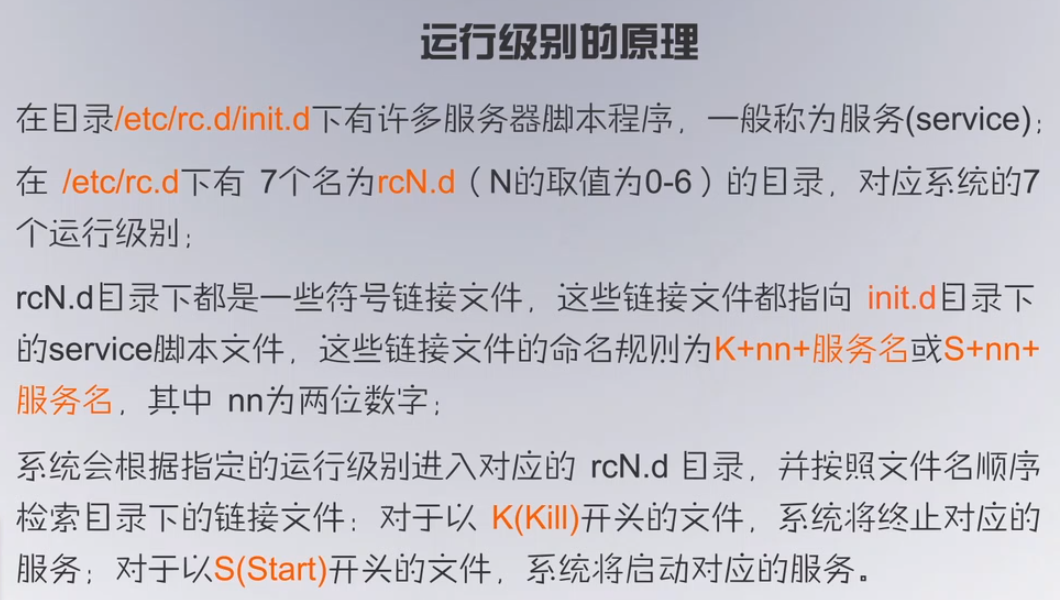 运行级别的原理
在目录/etc/rc.d/init.d下有许多服务器脚本程序，一般称为服务(service)；
在 /etc/rc.d下有 7个名为rcN.d（N的取值为0-6）的目录，对应系统的7
个运行级别；
rcN.d目录下都是一些符号链接文件，这些链接文件都指向 init.d目录下
的service脚本文件，这些链接文件的命名规则为K+nn+服务名或S+nn+
服务名，其中 nn为两位数字；
系统会根据指定的运行级别进入对应的 rcN.d 目录，并按照文件名顺序
检索目录下的链接文件：对于以 K(Kill)开头的文件，系统将终止对应的
服务；对于以S(Start)开头的文件，系统将启动对应的服务。